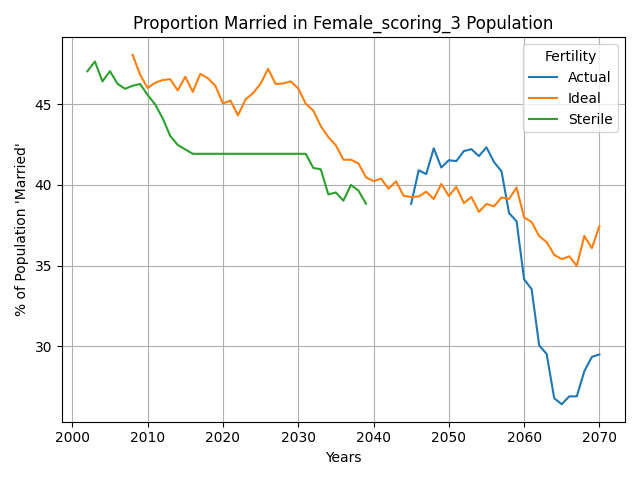 Proportion Married in Female_scoring_3 Population
Fertility
Actual
Ideal
Sterile
% of Population 'Married'
45
40
35
30
2000 2010 2020 2030 2040 2050 2060 2070
Years